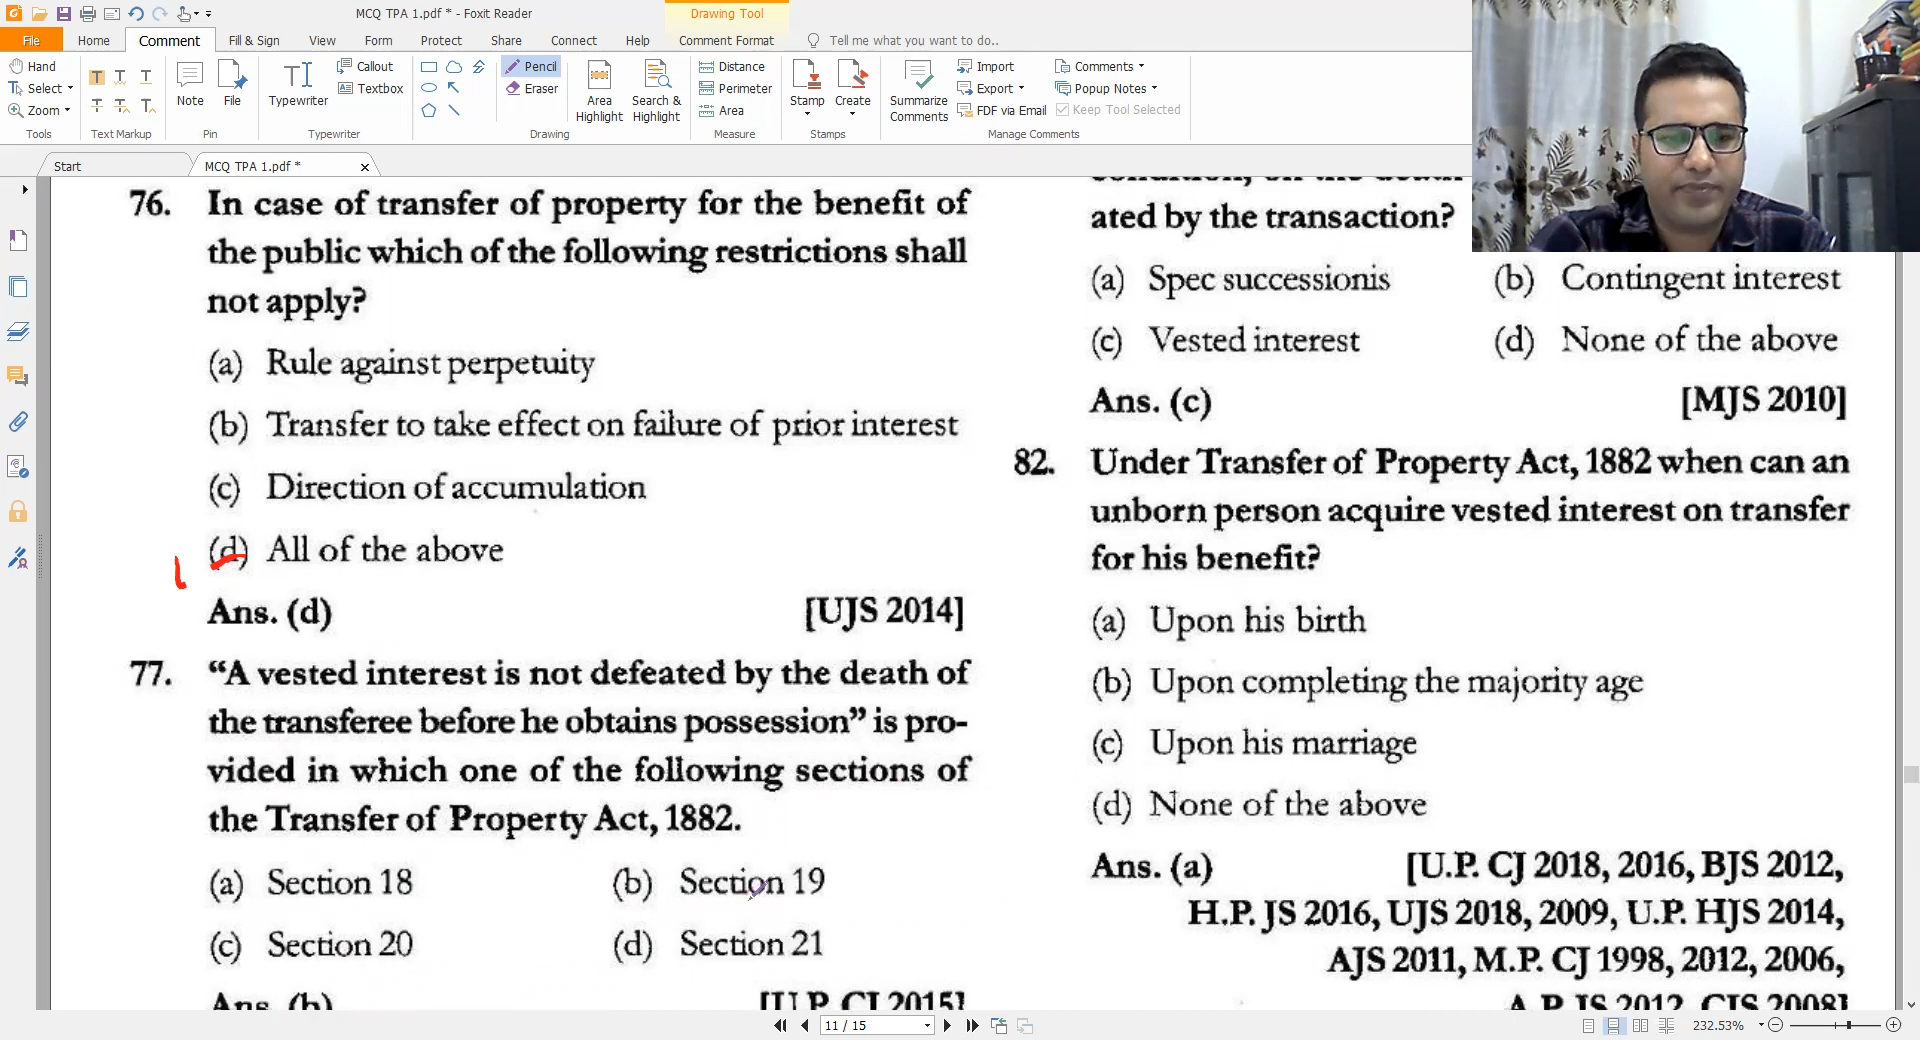 MCQ TPA 1.pdf * - Foxit Reader
Drawing Tool
File
Home
Comment
Fill & Sign
View
Form
Protect
Share
Connect
Help
Comment Format
Tell me what you want to do..
Hand
Select
Zoom
Tools
Text Markup
Note
File
Pin
Typewriter
Callout
Textbox
Typewriter
Pencil
Eraser
Area
Highlight
Search &
Highlight
Drawing
Distance
Perimeter
Area
Measure
Stamp
Create
Stamps
Summarize
Comments
Import
Export
FDF via Email
Comments
Popup Notes
Keep Tool Selected
Manage Comments
Start
MCQ TPA 1.pdf *
76. In case of transfer of property for the benefit of
the public which of the following restrictions shall
not apply?
(a) Rule against perpetuity
(b) Transfer to take effect on failure of prior interest
(c) Direction of accumulation
(d) All of the above
Ans. (d) [UJS 2014]
77. “A vested interest is not defeated by the death of
the transferee before he obtains possession” is pro-
vided in which one of the following sections of
the Transfer of Property Act, 1882.
(a) Section 18 (b) Section 19
(c) Section 20 (d) Section 21
Ans. (b) [U.P. CJ 2015]
condition, on the death
ated by the transaction?
(a) Spec successionis (b) Contingent interest
(c) Vested interest (d) None of the above
Ans. (c) [MJS 2010]
82. Under Transfer of Property Act, 1882 when can an
unborn person acquire vested interest on transfer
for his benefit?
(a) Upon his birth
(b) Upon completing the majority age
(c) Upon his marriage
(d) None of the above
Ans. (a) [U.P. CJ 2018, 2016, BJS 2012,
H.P. JS 2016, UJS 2018, 2009, U.P. HJS 2014,
AJS 2011, M.P. CJ 1998, 2012, 2006,
A.P. JS 2012, CJS 2008]
11 / 15
232.53%